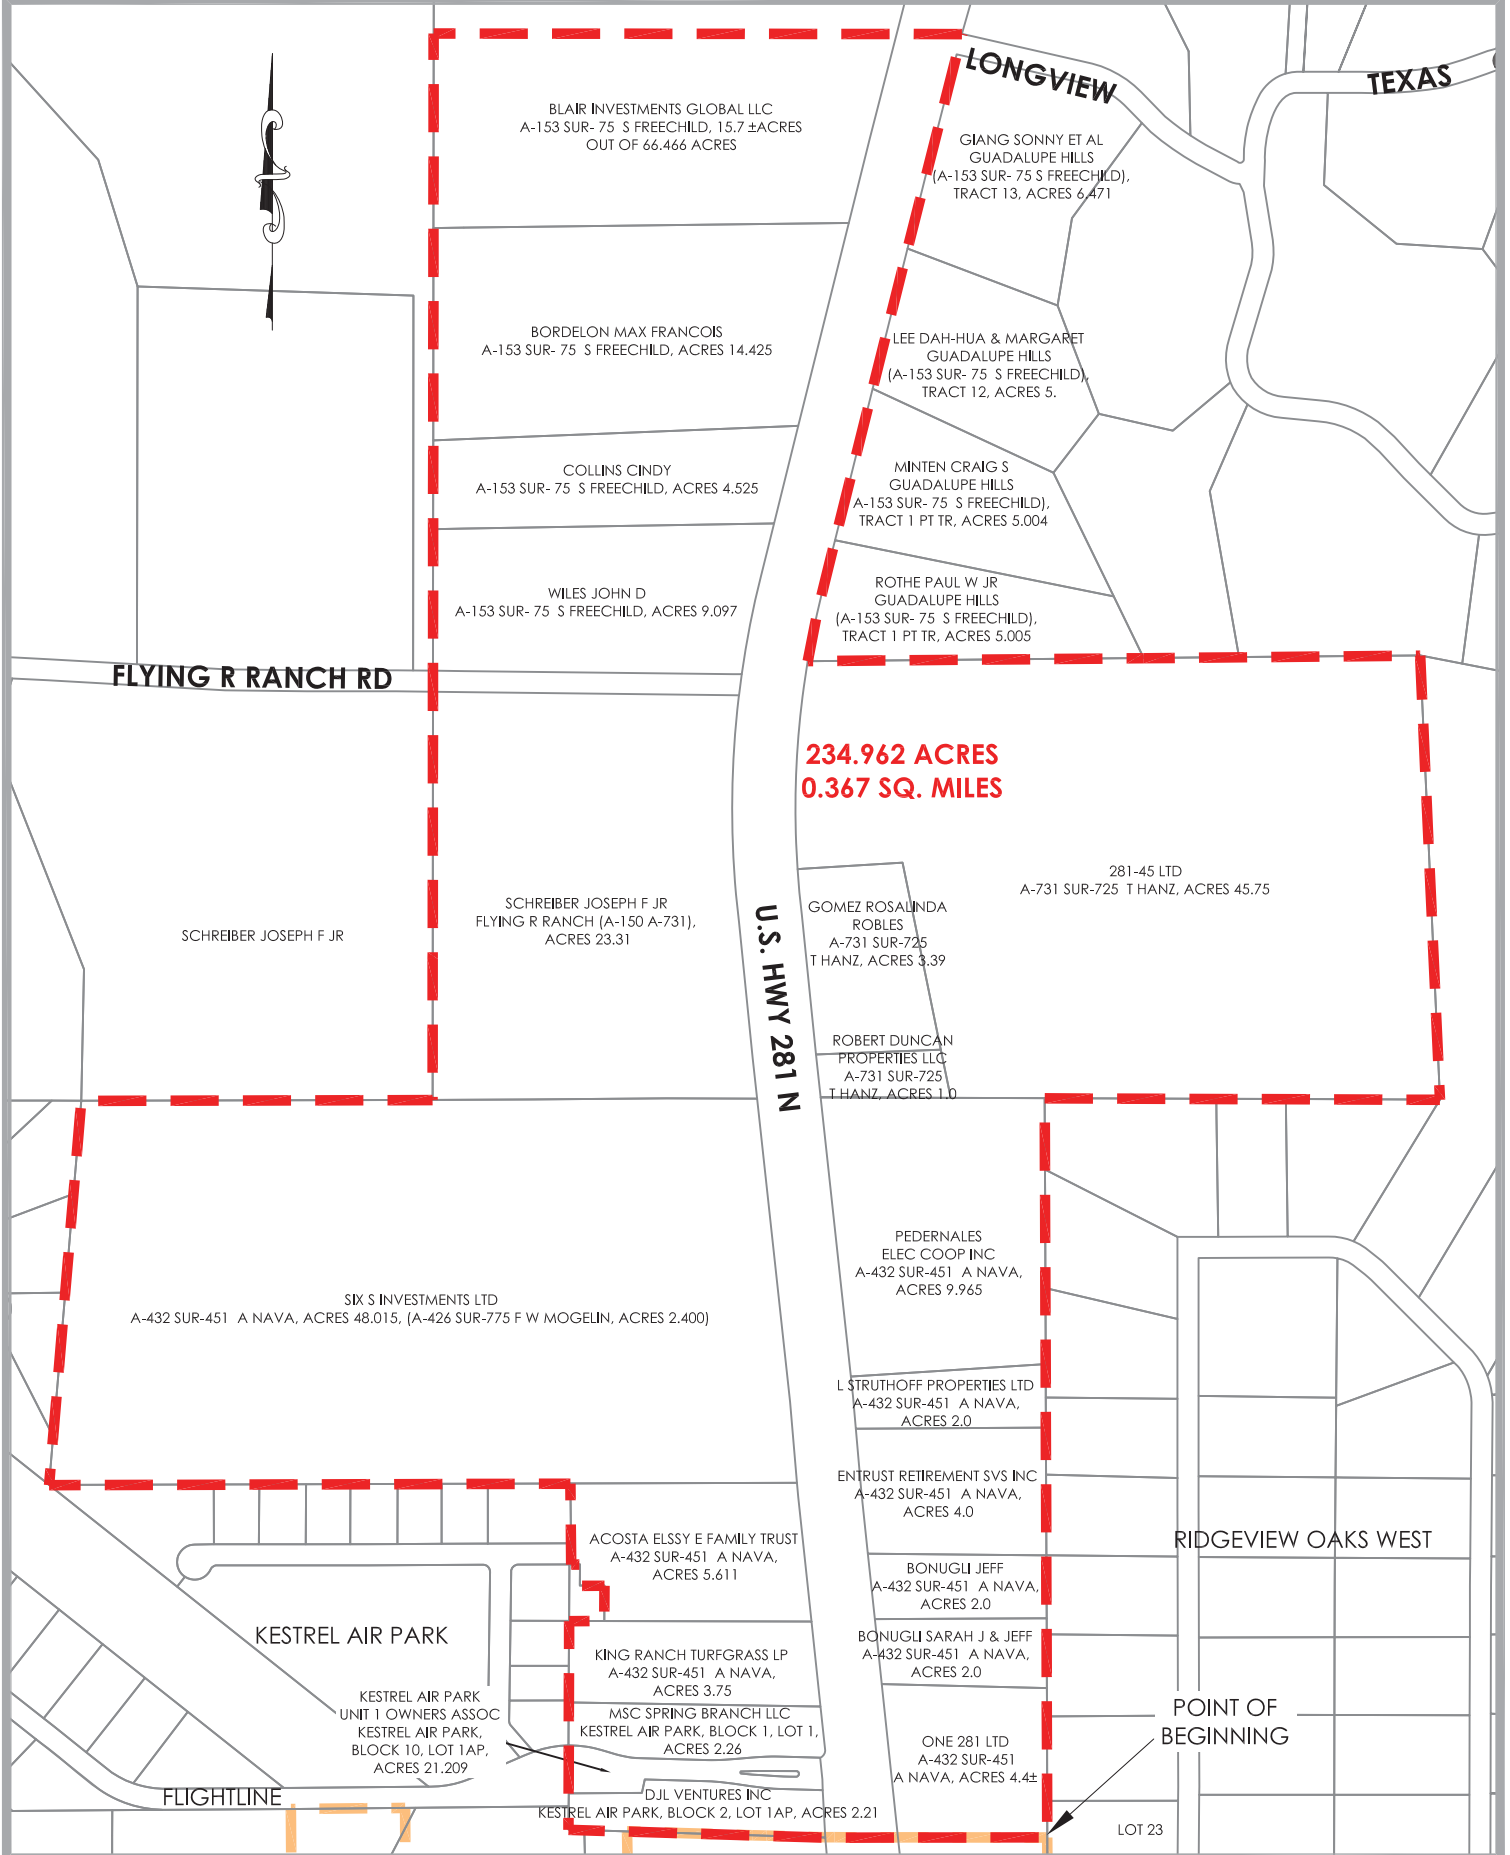 LONGVIEW
TEXAS
BLAIR INVESTMENTS GLOBAL LLC
A-153 SUR- 75 S FREECHILD, 15.7 ±ACRES
OUT OF 66.466 ACRES
GIANG SONNY ET AL
GUADALUPE HILLS
(A-153 SUR- 75 S FREECHILD),
TRACT 13, ACRES 6.471
BORDELON MAX FRANCOIS
A-153 SUR- 75 S FREECHILD, ACRES 14.425
LEE DAH-HUA & MARGARET
GUADALUPE HILLS
(A-153 SUR- 75 S FREECHILD),
TRACT 12, ACRES 5.
COLLINS CINDY
A-153 SUR- 75 S FREECHILD, ACRES 4.525
MINTEN CRAIG S
GUADALUPE HILLS
A-153 SUR- 75 S FREECHILD),
TRACT 1 PT TR, ACRES 5.004
WILES JOHN D
A-153 SUR- 75 S FREECHILD, ACRES 9.097
ROTHE PAUL W JR
GUADALUPE HILLS
(A-153 SUR- 75 S FREECHILD),
TRACT 1 PT TR, ACRES 5.005
FLYING R RANCH RD
234.962 ACRES
0.367 SQ. MILES
281-45 LTD
A-731 SUR-725 T HANZ, ACRES 45.75
SCHREIBER JOSEPH F JR
SCHREIBER JOSEPH F JR
FLYING R RANCH (A-150 A-731),
ACRES 23.31
U.S. HWY 281 N
GOMEZ ROSALINDA
ROBLES
A-731 SUR-725
T HANZ, ACRES 3.39
ROBERT DUNCAN
PROPERTIES LLC
A-731 SUR-725
T HANZ, ACRES 1.0
PEDERNALES
ELEC COOP INC
A-432 SUR-451 A NAVA,
ACRES 9.965
SIX S INVESTMENTS LTD
A-432 SUR-451 A NAVA, ACRES 48.015, (A-426 SUR-775 F W MOGELIN, ACRES 2.400)
L STRUTHOFF PROPERTIES LTD
A-432 SUR-451 A NAVA,
ACRES 2.0
ENTRUST RETIREMENT SVS INC
A-432 SUR-451 A NAVA,
ACRES 4.0
ACOSTA ELSSY E FAMILY TRUST
A-432 SUR-451 A NAVA,
ACRES 5.611
RIDGEVIEW OAKS WEST
BONUGLI JEFF
A-432 SUR-451 A NAVA,
ACRES 2.0
KESTREL AIR PARK
BONUGLI SARAH J & JEFF
A-432 SUR-451 A NAVA,
ACRES 2.0
KING RANCH TURFGRASS LP
A-432 SUR-451 A NAVA,
ACRES 3.75
KESTREL AIR PARK
UNIT 1 OWNERS ASSOC
KESTREL AIR PARK,
BLOCK 10, LOT 1AP,
ACRES 21.209
MSC SPRING BRANCH LLC
KESTREL AIR PARK, BLOCK 1, LOT 1,
ACRES 2.26
POINT OF
BEGINNING
ONE 281 LTD
A-432 SUR-451
A NAVA, ACRES 4.4±
FLIGHTLINE
DJL VENTURES INC
KESTREL AIR PARK, BLOCK 2, LOT 1AP, ACRES 2.21
LOT 23